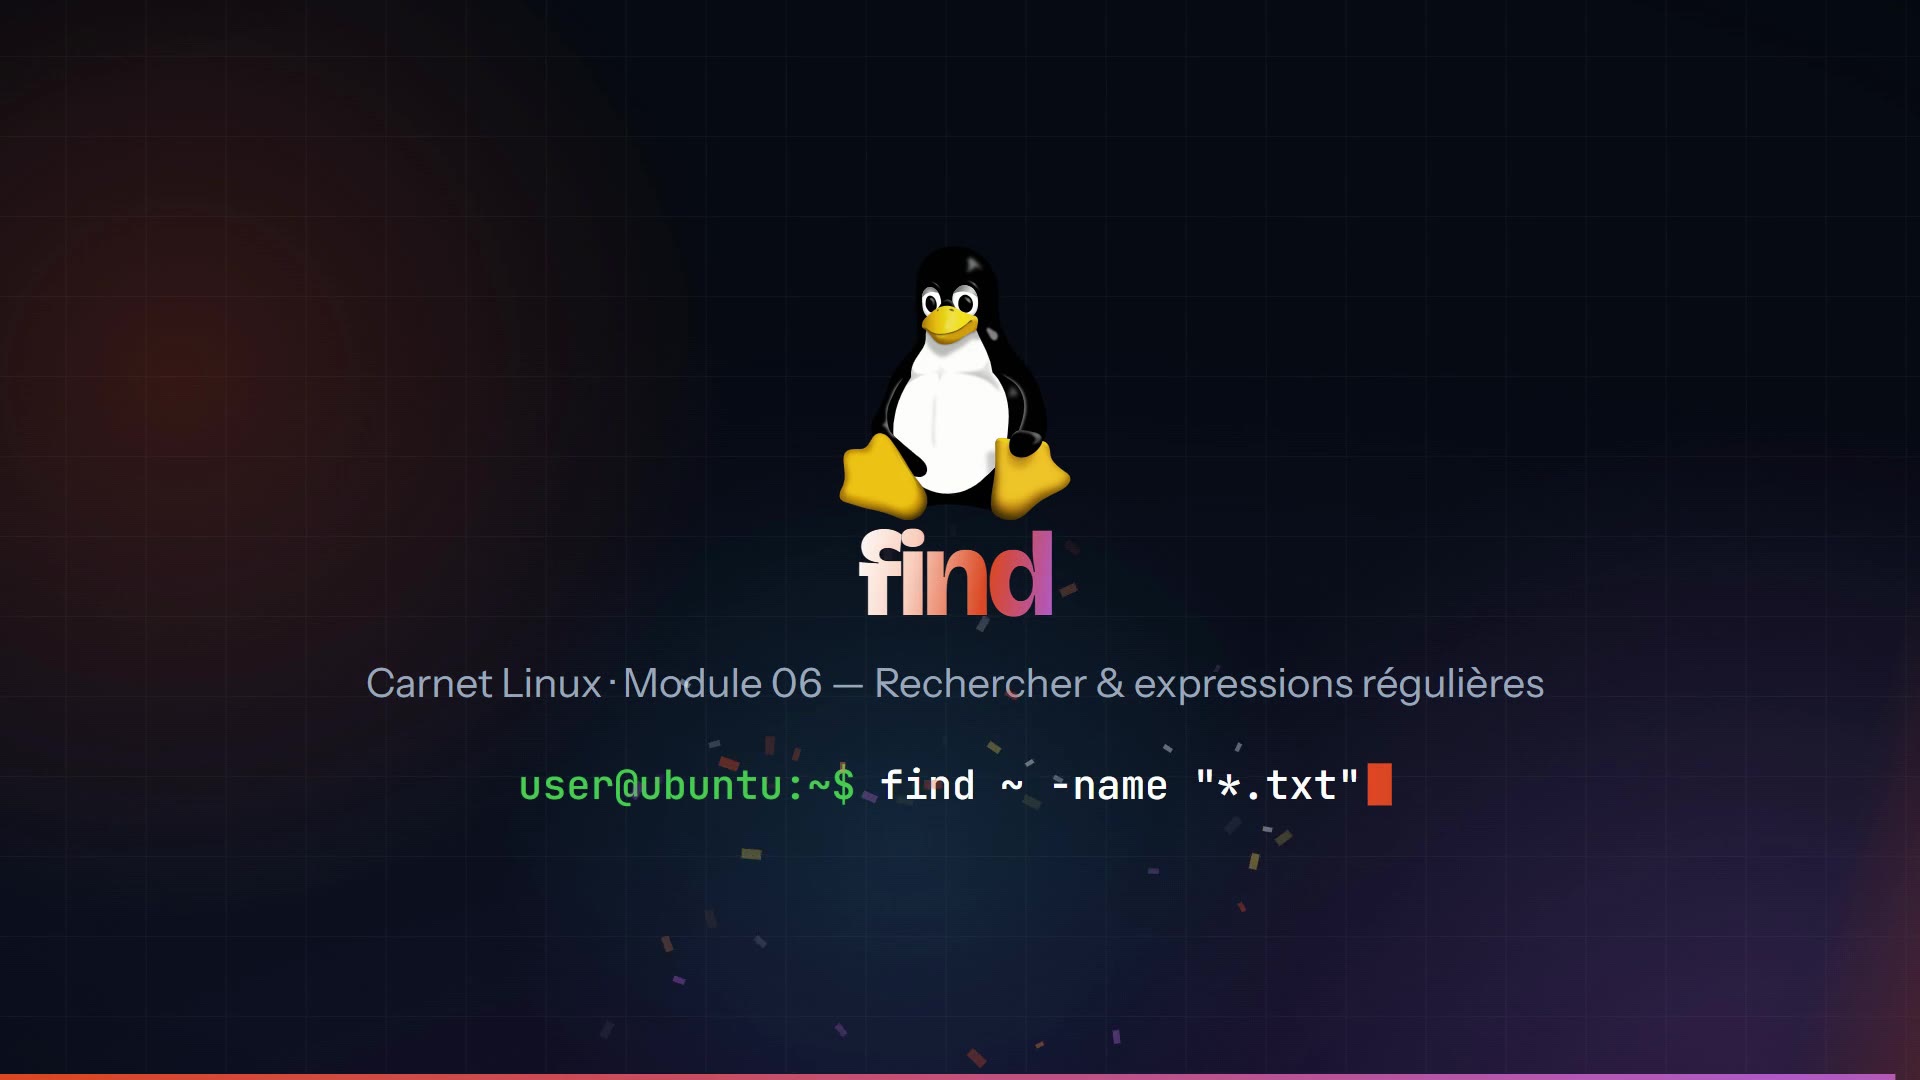 find
Carnet Linux · Module 06 — Rechercher & expressions régulières
user@ubuntu:~$ find ~ -name "*.txt"